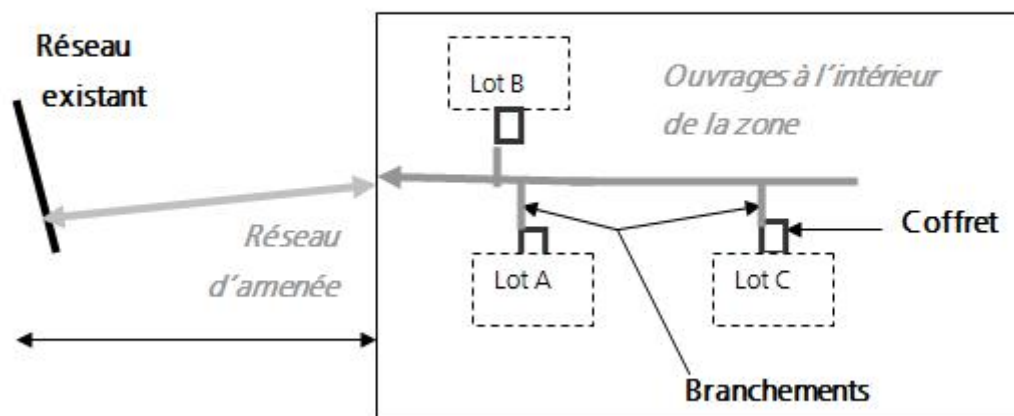 Réseau
existant
Lot B
Ouvrages à l'intérieur
de la zone
Réseau
d'amenée
Coffret
Lot A
Lot C
Branchements